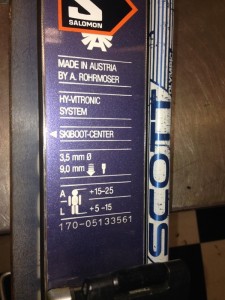 S
SALOMON
MADE IN AUSTRIA
BY A. ROHRMOSER
HY-VITRONIC
SYSTEM
SKIBOOT-CENTER
3,5 mm Ø
9,0 mm
A +15-25
L +5-15
170-05133561
SCOTT